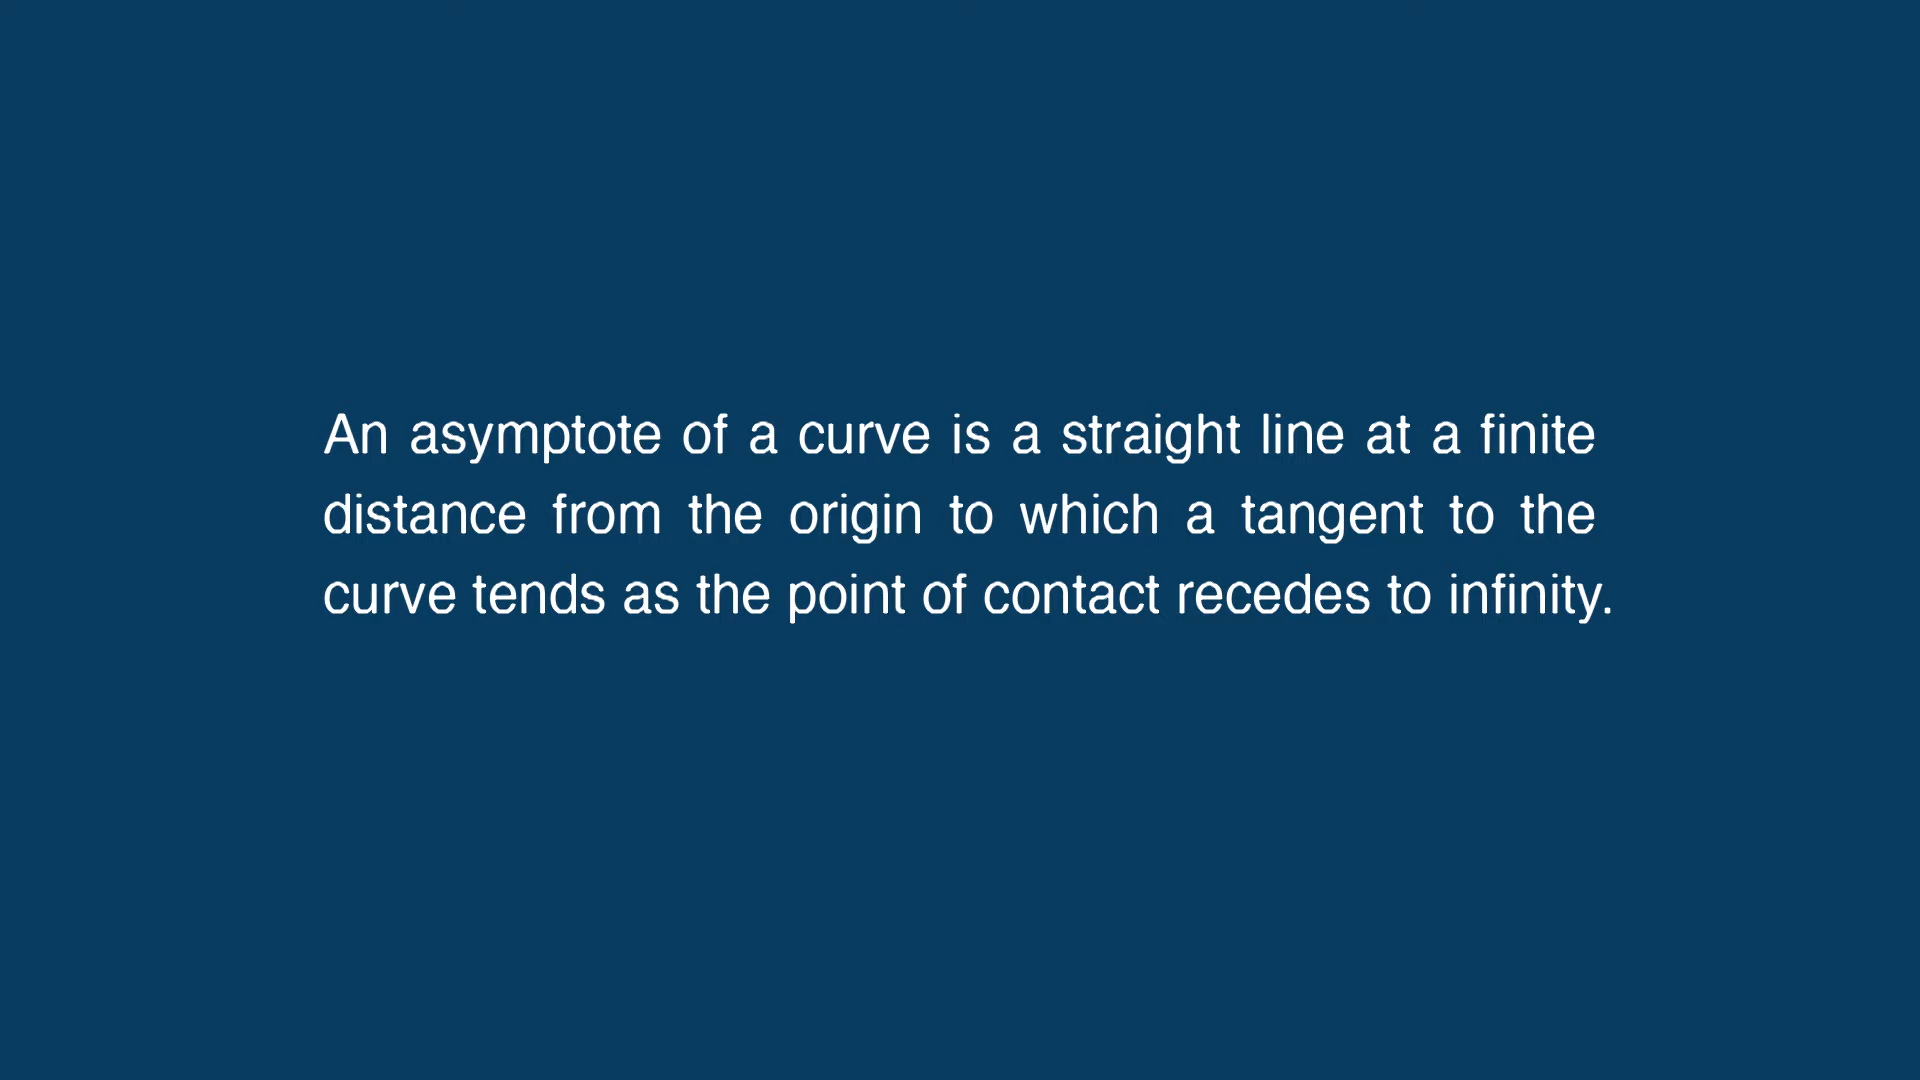 An asymptote of a curve is a straight line at a finite
distance from the origin to which a tangent to the
curve tends as the point of contact recedes to infinity.